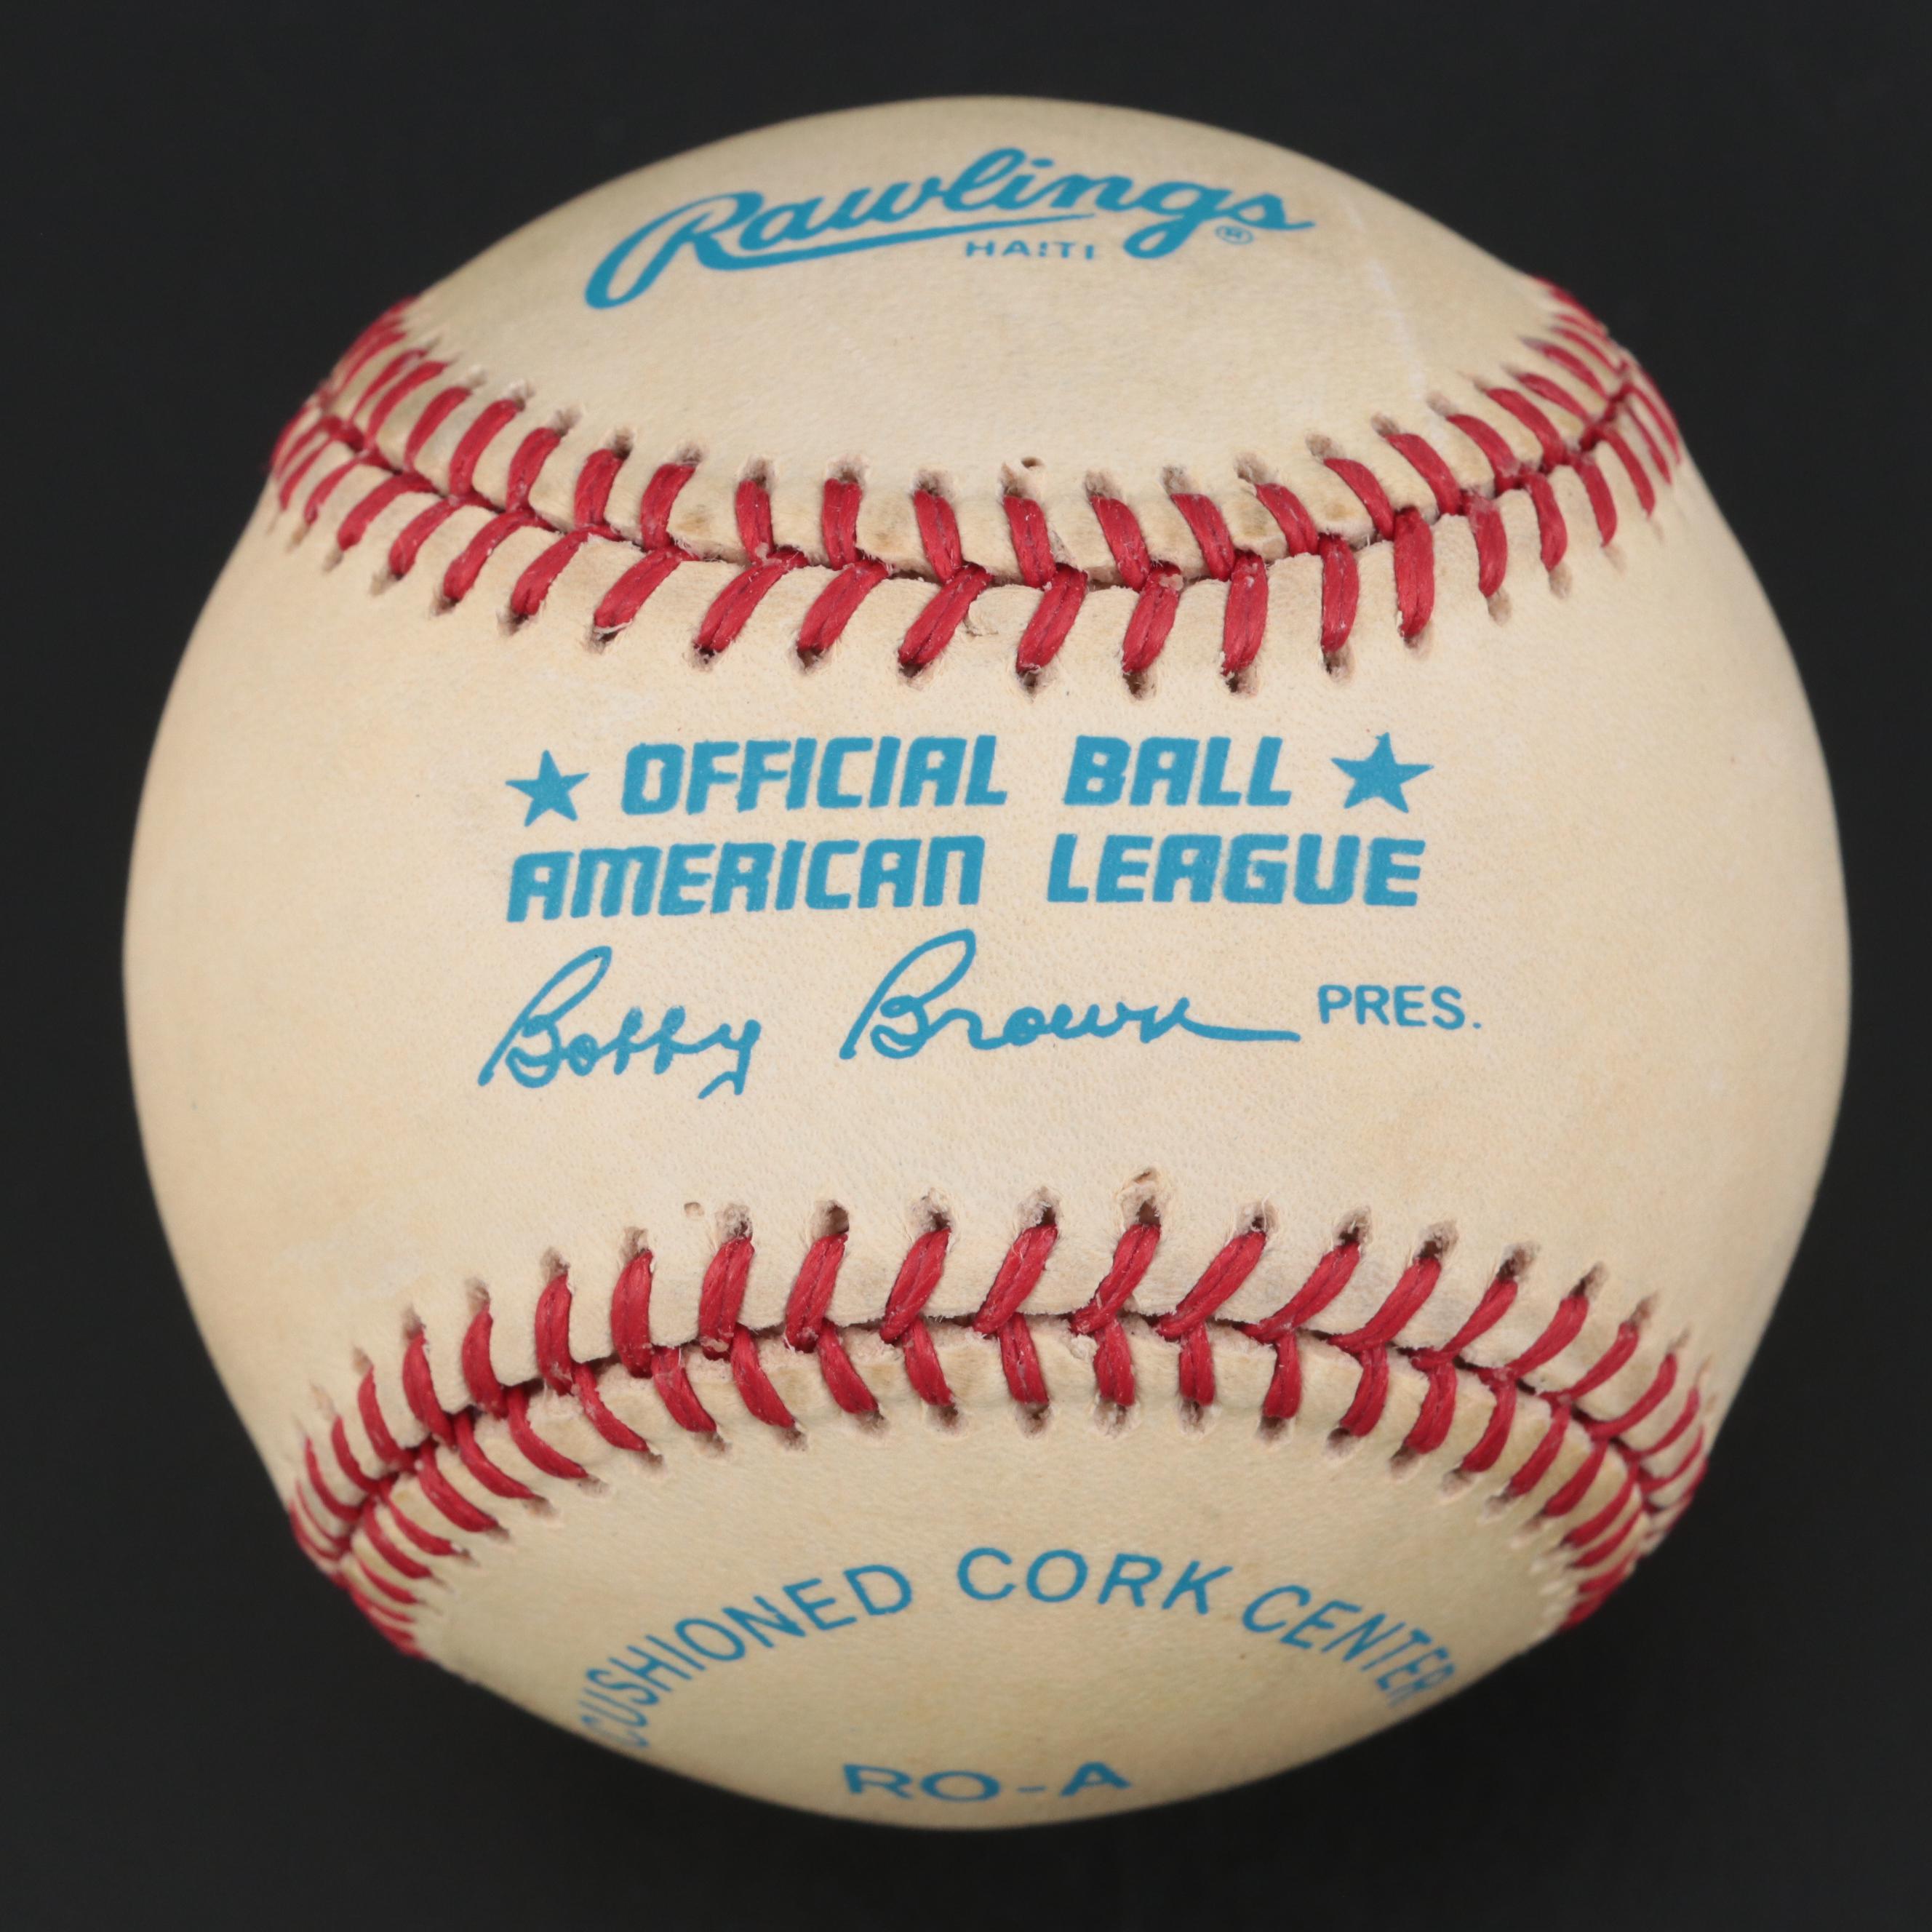 Rawlings ®
HAITI
★ OFFICIAL BALL ★
AMERICAN LEAGUE
Bobby Brown PRES.
CUSHIONED CORK CENTER
RO-A